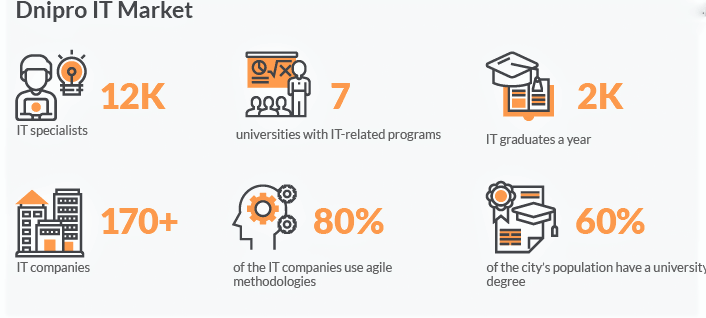 Dnipro IT Market
12K
IT specialists
7
universities with IT-related programs
2K
IT graduates a year
170+
IT companies
80%
of the IT companies use agile
methodologies
60%
of the city's population have a university
degree